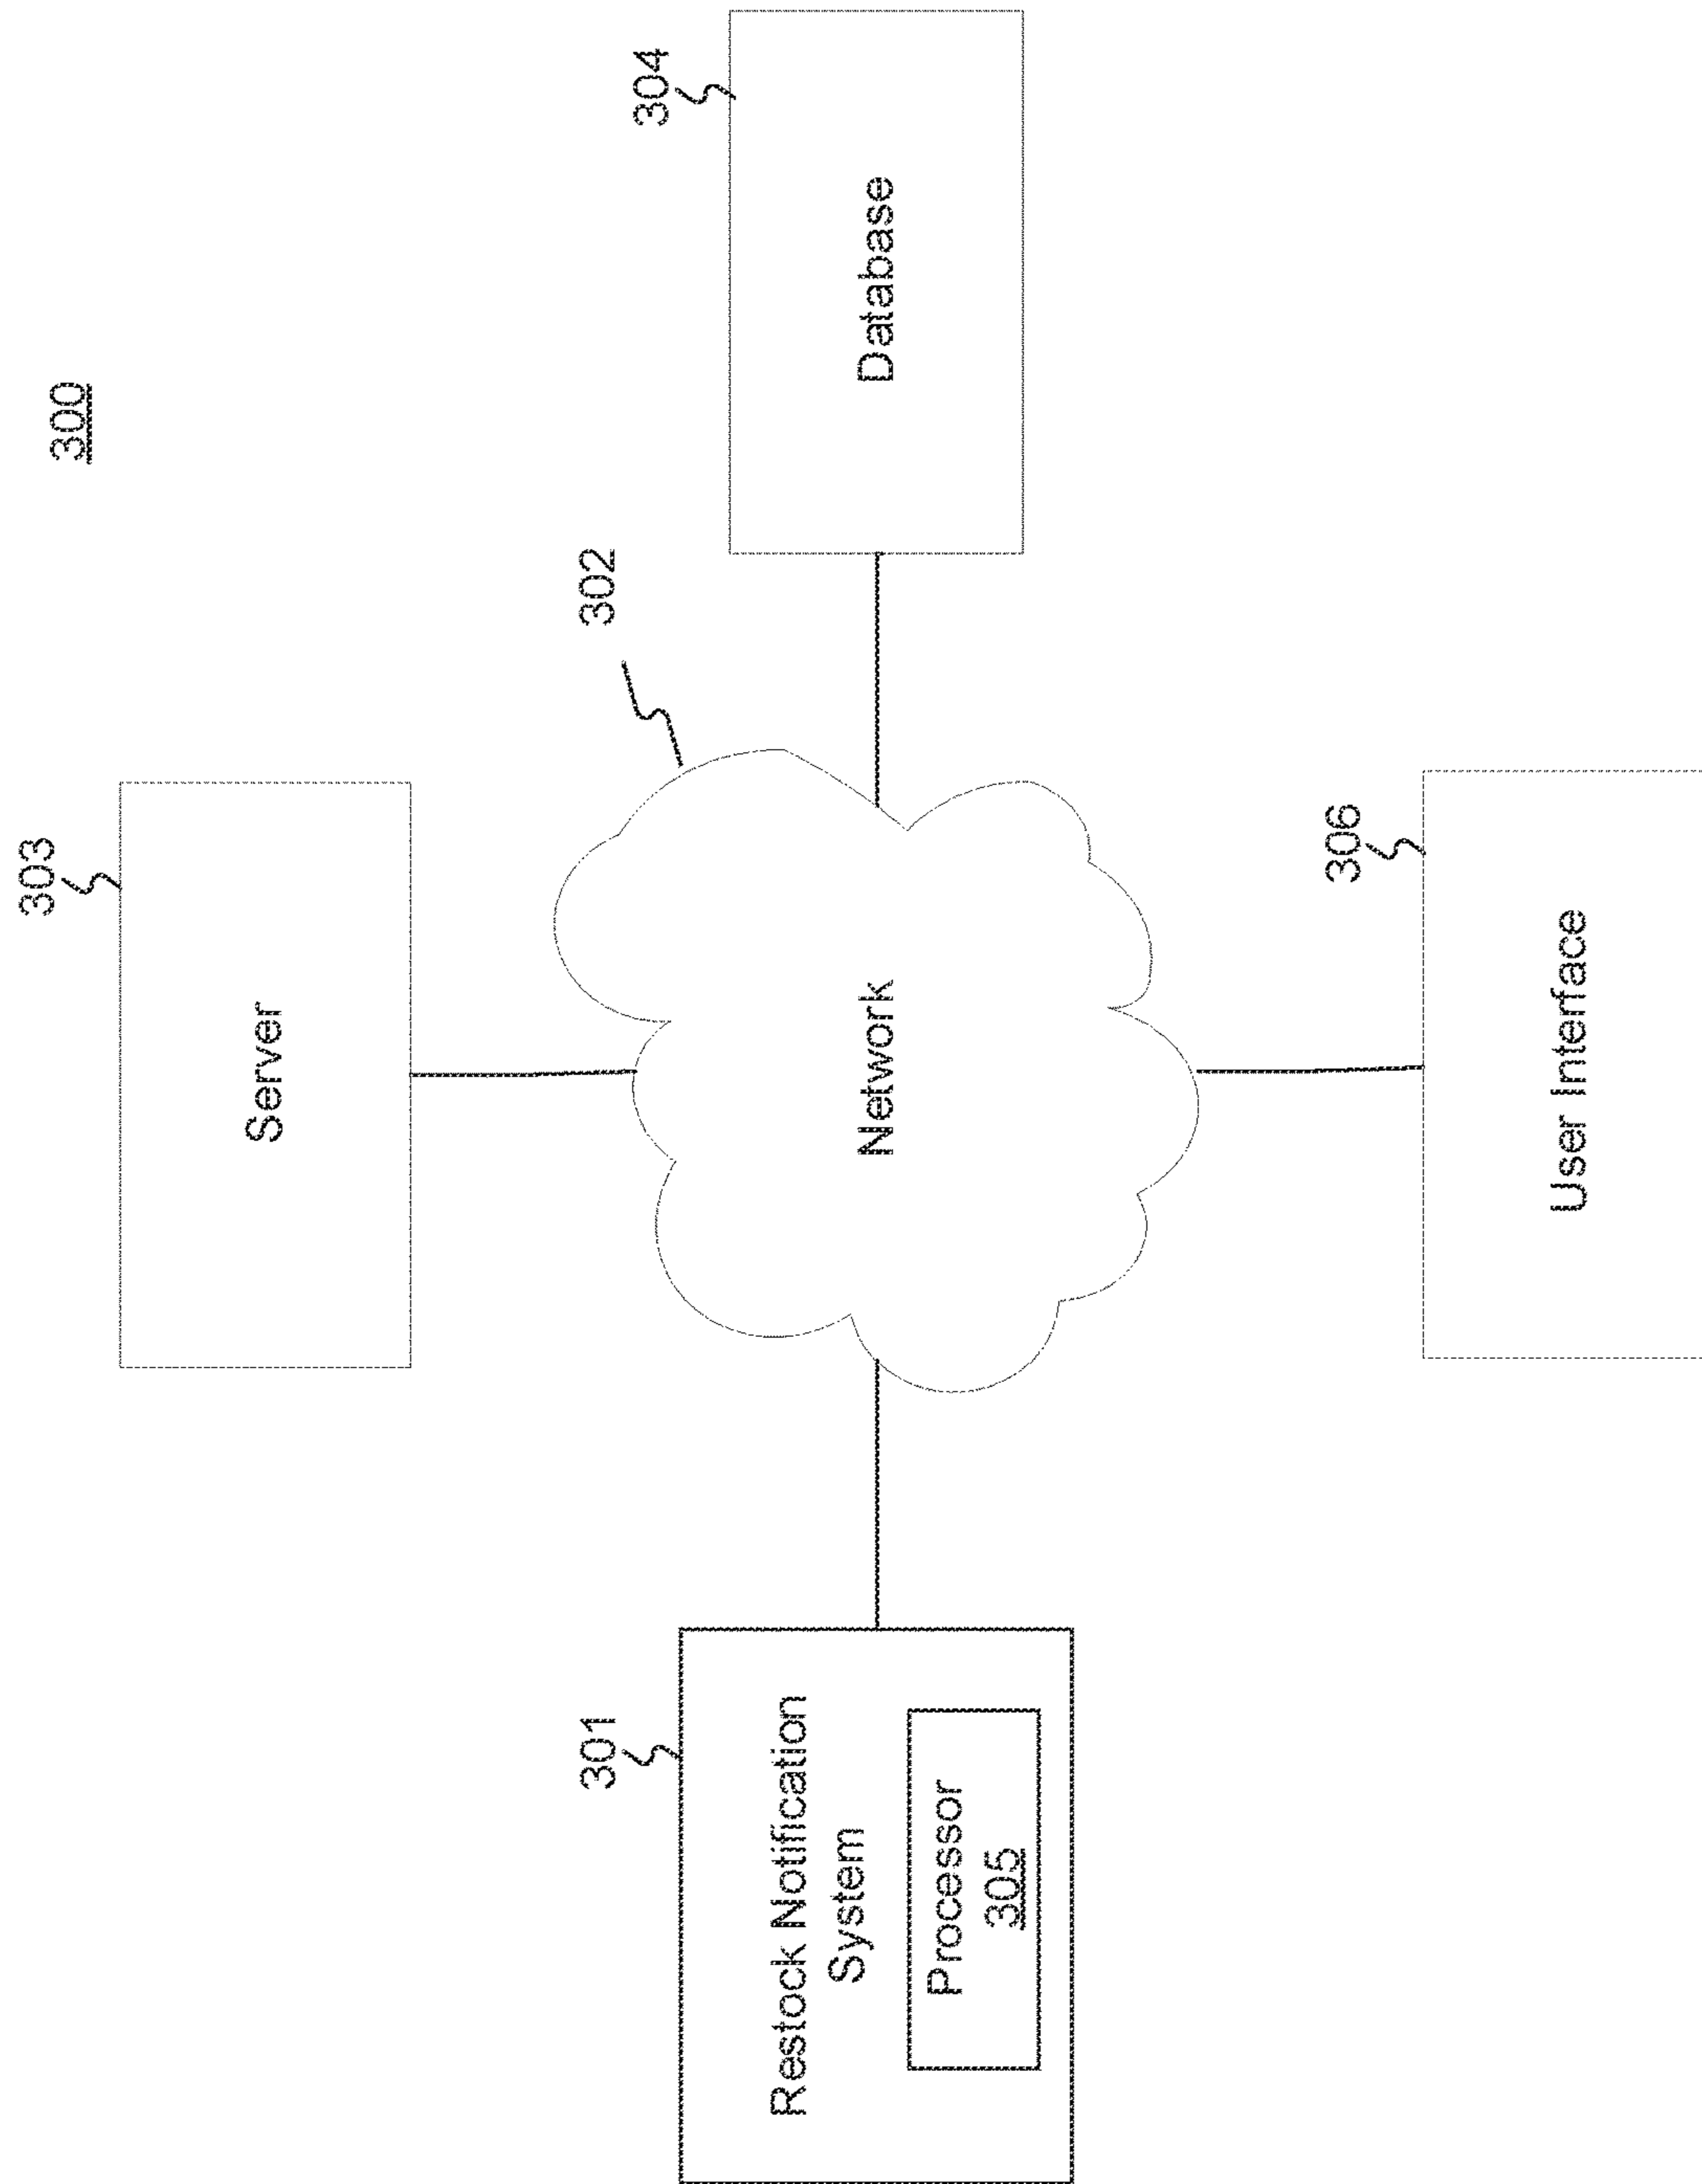 300
303
Server
302
304
Database
Network
301
Restock Notification
System
Processor
305
306
User Interface